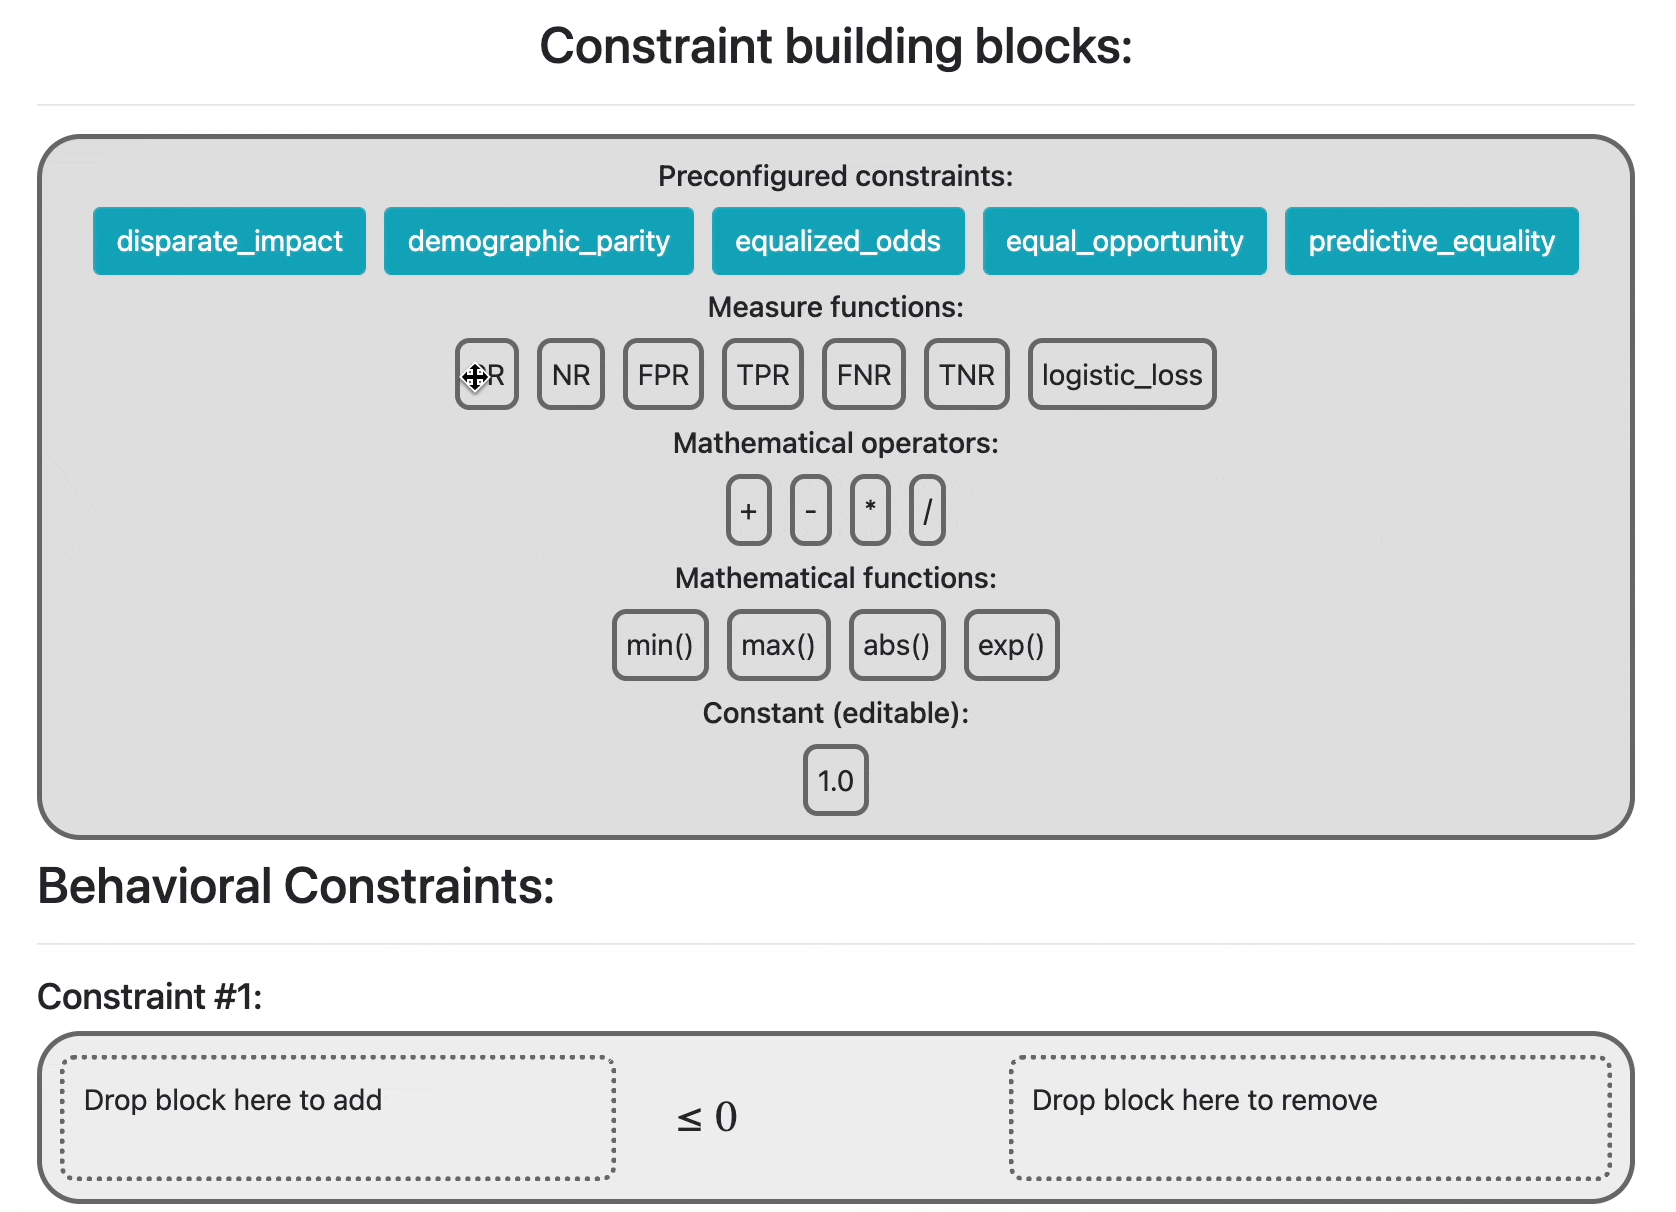 Constraint building blocks:
Preconfigured constraints:
disparate_impact demographic_parity equalized_odds equal_opportunity predictive_equality
Measure functions:
NR FPR TPR FNR TNR logistic_loss
Mathematical operators:
+ - * /
Mathematical functions:
min() max() abs() exp()
Constant (editable):
1.0
Behavioral Constraints:
Constraint #1:
Drop block here to add ≤ 0 Drop block here to remove